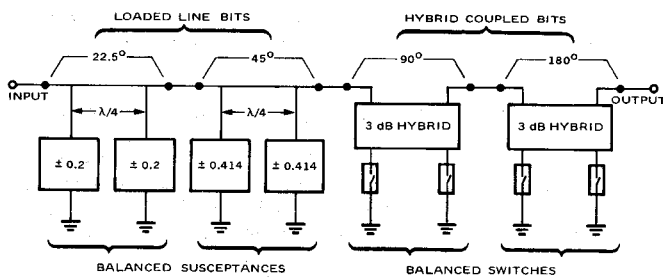 LOADED LINE BITS
HYBRID COUPLED BITS
22.5° 45° 90° 180°
INPUT
λ/4 λ/4
OUTPUT
3 dB HYBRID 3 dB HYBRID
± 0.2 ± 0.2 ± 0.414 ± 0.414
BALANCED SUSCEPTANCES
BALANCED SWITCHES